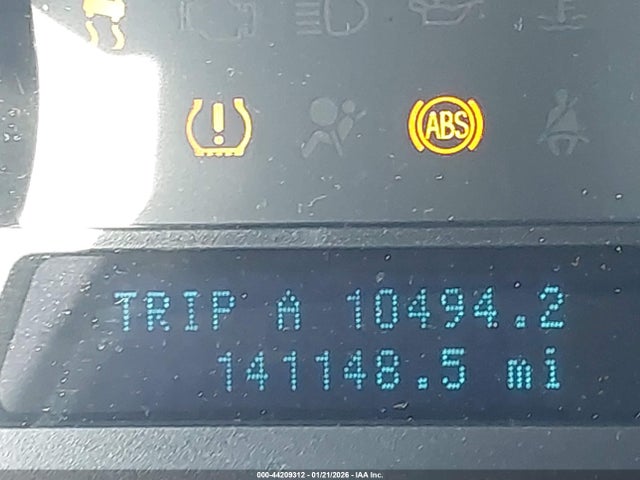 ABS
TRIP A 10494.2
141148.5 mi
000-44209312 - 01/21/2026 - IAA Inc.